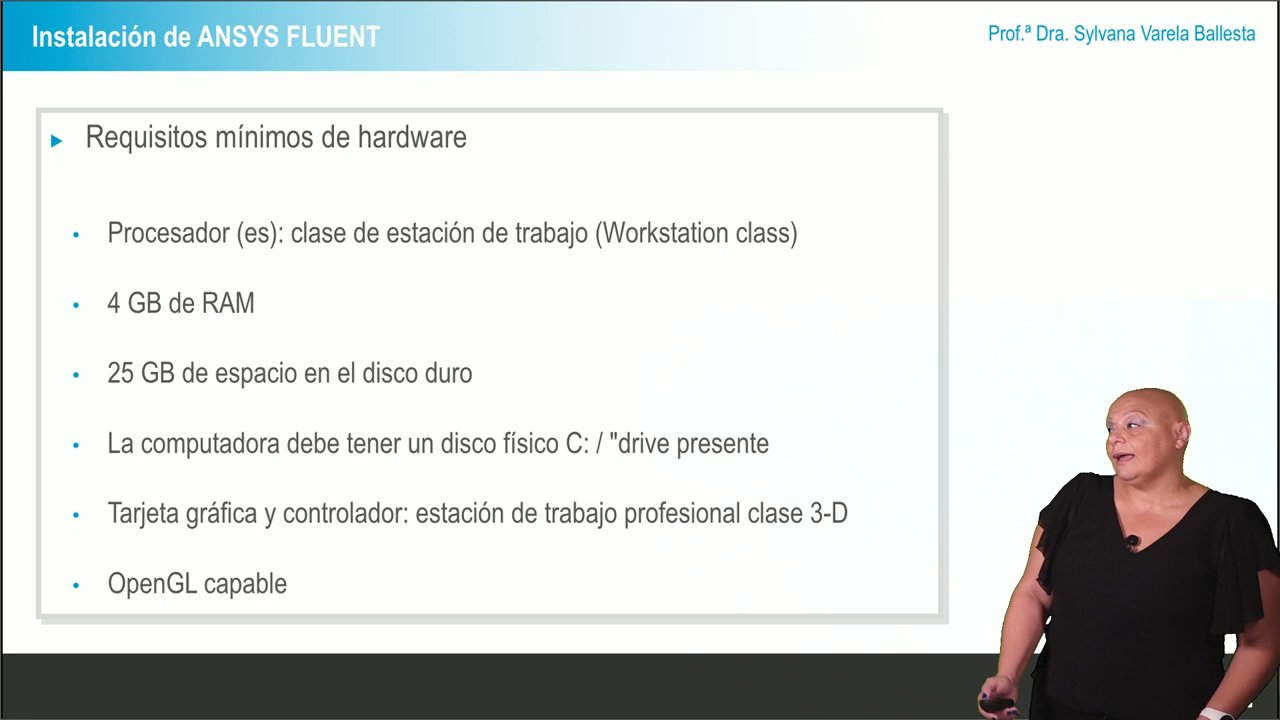 Instalación de ANSYS FLUENT
Prof.ª Dra. Sylvana Varela Ballesta
Requisitos mínimos de hardware
Procesador (es): clase de estación de trabajo (Workstation class)
4 GB de RAM
25 GB de espacio en el disco duro
La computadora debe tener un disco físico C: / "drive presente
Tarjeta gráfica y controlador: estación de trabajo profesional clase 3-D
OpenGL capable